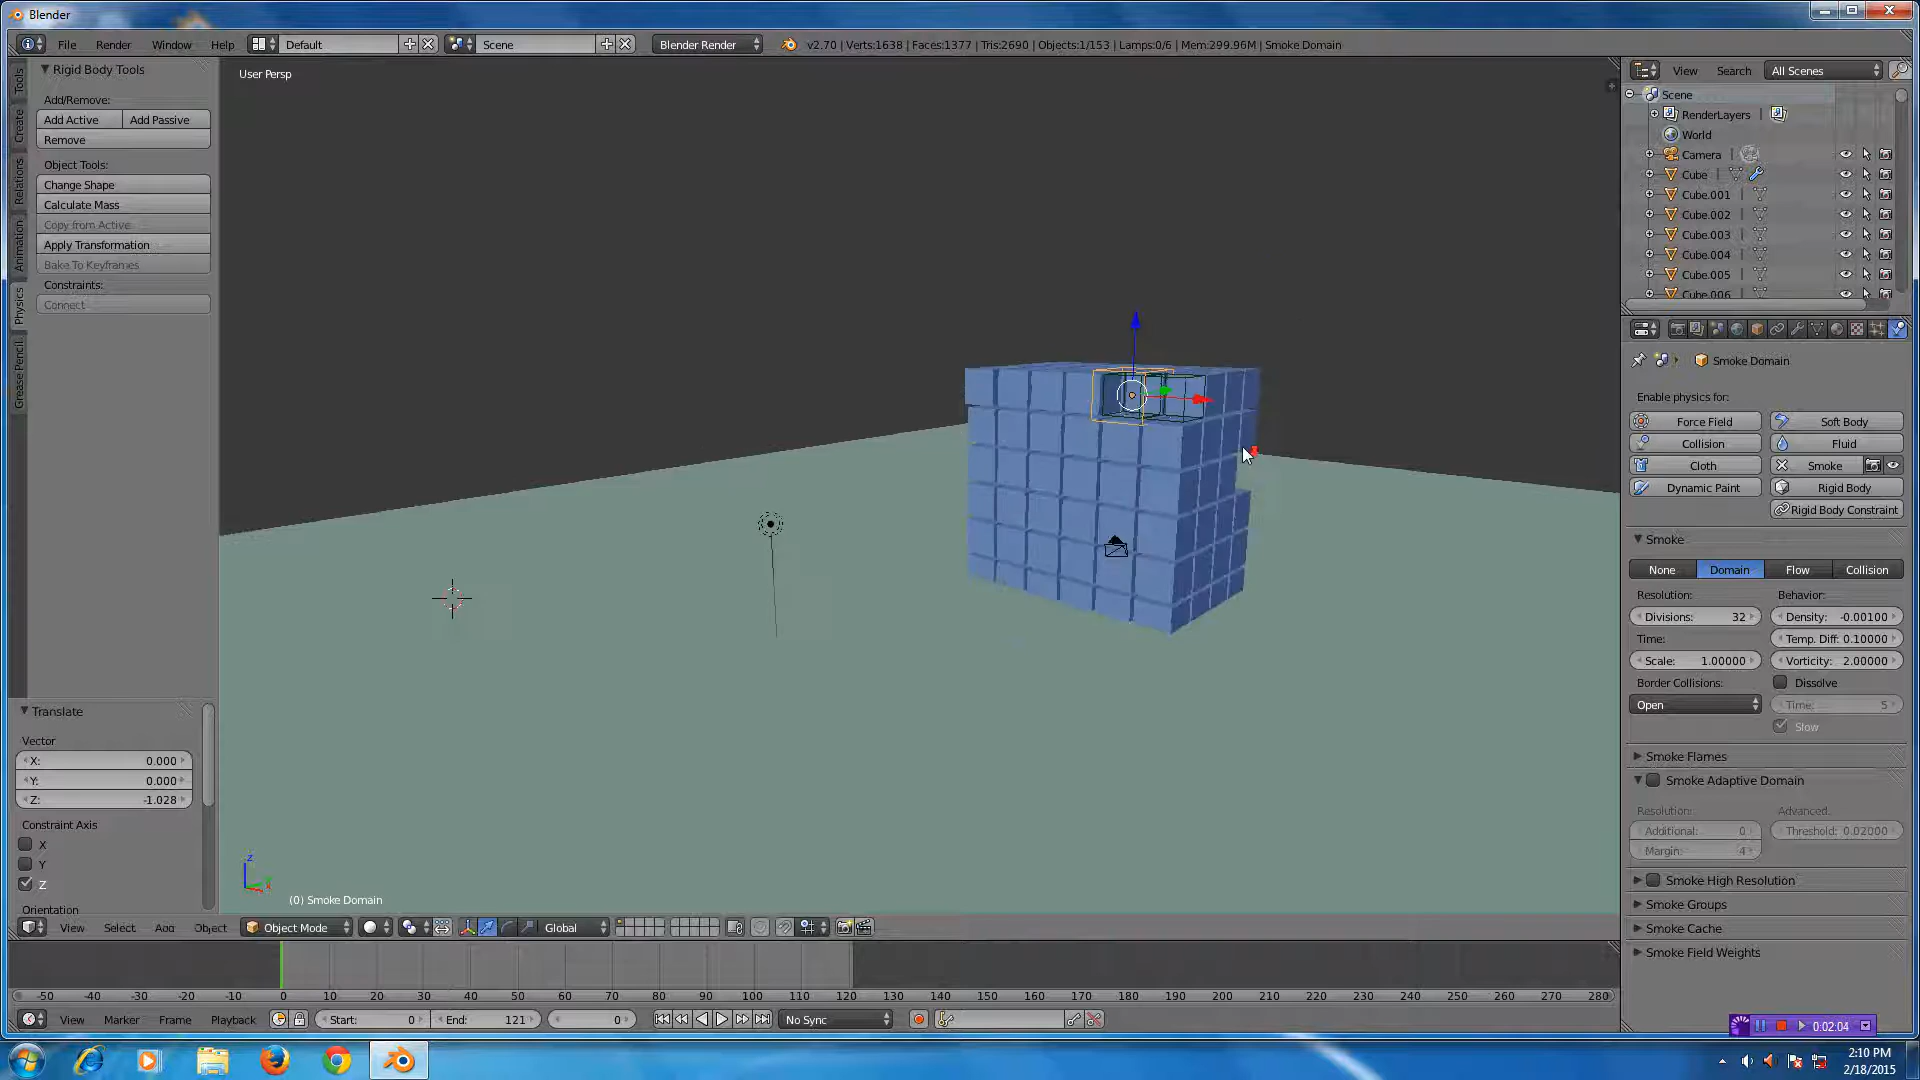 Blender
File Render Window Help Default Scene Blender Render v2.70 | Verts:1638 | Faces:1377 | Tris:2690 | Objects:1/153 | Lamps:0/6 | Mem:299.96M | Smoke Domain
Rigid Body Tools
Add/Remove:
Add Active Add Passive
Remove
Object Tools:
Change Shape
Calculate Mass
Copy from Active
Apply Transformation
Bake To Keyframes
Constraints:
Connect
Tools
Create
Relations
Animation
Physics
Grease Pencil
Translate
Vector
X: 0.000
Y: 0.000
Z: -1.028
Constraint Axis
X
Y
Z
Orientation
User Persp
z
(0) Smoke Domain
View Select Add Object Object Mode Global
-50 -40 -30 -20 -10 0 10 20 30 40 50 60 70 80 90 100 110 120 130 140 150 160 170 180 190 200 210 220 230 240 250 260 270 280
View Marker Frame Playback Start: 0 End: 121 0 No Sync
View Search All Scenes
Scene
RenderLayers
World
Camera
Cube
Cube.001
Cube.002
Cube.003
Cube.004
Cube.005
Cube.006
Smoke Domain
Enable physics for:
Force Field Soft Body
Collision Fluid
Cloth Smoke
Dynamic Paint Rigid Body
Rigid Body Constraint
Smoke
None Domain Flow Collision
Resolution: Behavior:
Divisions: 32 Density: -0.00100
Time: Temp. Diff: 0.10000
Scale: 1.00000 Vorticity: 2.00000
Border Collisions: Dissolve
Open Time: 5
Slow
Smoke Flames
Smoke Adaptive Domain
Resolution: Advanced:
Additional: 0 Threshold: 0.02000
Margin: 4
Smoke High Resolution
Smoke Groups
Smoke Cache
Smoke Field Weights
0:02:04
2:10 PM
2/18/2015